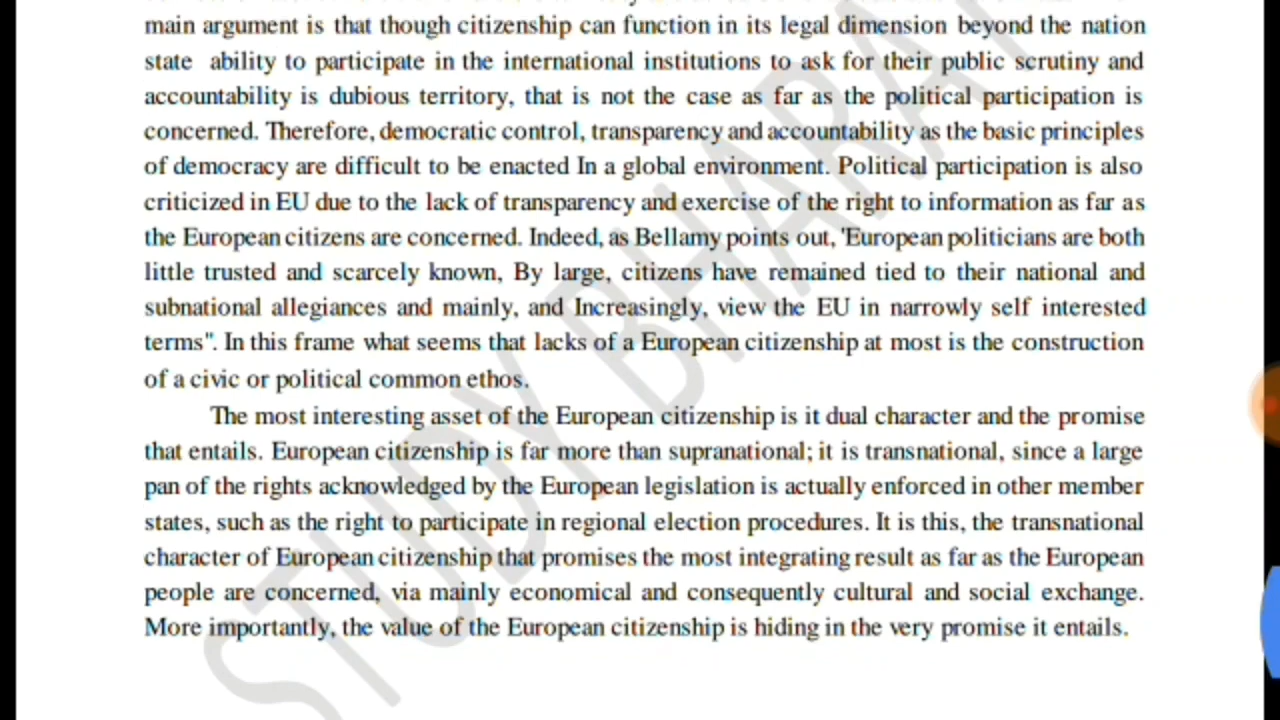 main argument is that though citizenship can function in its legal dimension beyond the nation
state ability to participate in the international institutions to ask for their public scrutiny and
accountability is dubious territory, that is not the case as far as the political participation is
concerned. Therefore, democratic control, transparency and accountability as the basic principles
of democracy are difficult to be enacted In a global environment. Political participation is also
criticized in EU due to the lack of transparency and exercise of the right to information as far as
the European citizens are concerned. Indeed, as Bellamy points out, 'European politicians are both
little trusted and scarcely known, By large, citizens have remained tied to their national and
subnational allegiances and mainly, and Increasingly, view the EU in narrowly self interested
terms". In this frame what seems that lacks of a European citizenship at most is the construction
of a civic or political common ethos.
The most interesting asset of the European citizenship is it dual character and the promise
that entails. European citizenship is far more than supranational; it is transnational, since a large
pan of the rights acknowledged by the European legislation is actually enforced in other member
states, such as the right to participate in regional election procedures. It is this, the transnational
character of European citizenship that promises the most integrating result as far as the European
people are concerned, via mainly economical and consequently cultural and social exchange.
More importantly, the value of the European citizenship is hiding in the very promise it entails.
STUDY BHARA